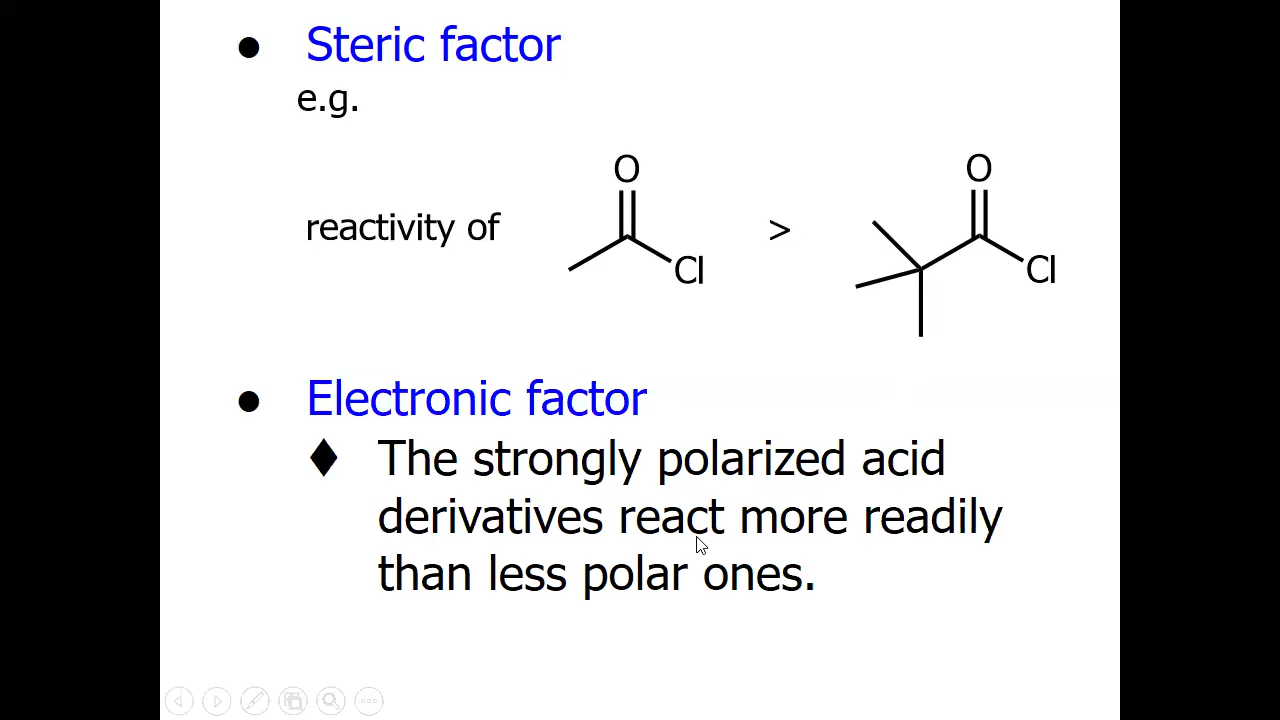 ● Steric factor
e.g.
O O
reactivity of >
Cl Cl
● Electronic factor
♦ The strongly polarized acid
derivatives react more readily
than less polar ones.